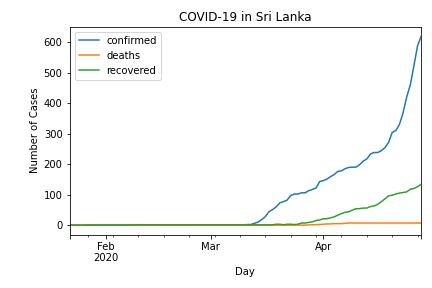 COVID-19 in Sri Lanka
confirmed
deaths
recovered
Number of Cases
600
500
400
300
200
100
0
Feb
2020
Mar
Apr
Day